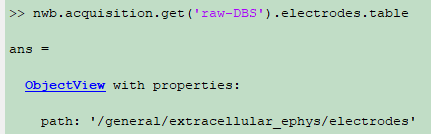 >> nwb.acquisition.get('raw-DBS').electrodes.table
ans =
ObjectView with properties:
path: '/general/extracellular_ephys/electrodes'